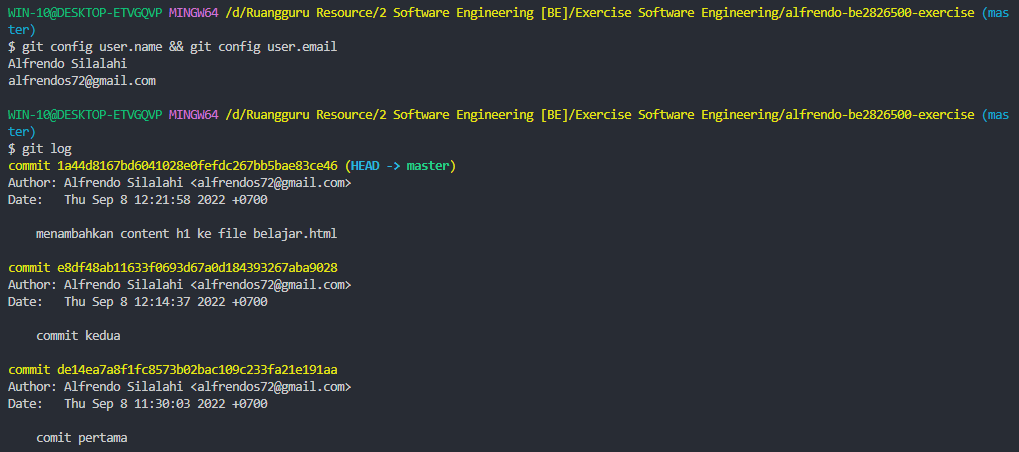 WIN-10@DESKTOP-ETVGQVP MINGW64 /d/Ruangguru Resource/2 Software Engineering [BE]/Exercise Software Engineering/alfrendo-be2826500-exercise (mas
ter)
$ git config user.name && git config user.email
Alfrendo Silalahi
alfrendos72@gmail.com
WIN-10@DESKTOP-ETVGQVP MINGW64 /d/Ruangguru Resource/2 Software Engineering [BE]/Exercise Software Engineering/alfrendo-be2826500-exercise (mas
ter)
$ git log
commit 1a44d8167bd6041028e0fefdc267bb5bae83ce46 (HEAD -> master)
Author: Alfrendo Silalahi <alfrendos72@gmail.com>
Date:   Thu Sep 8 12:21:58 2022 +0700
    menambahkan content h1 ke file belajar.html
commit e8df48ab11633f0693d67a0d184393267aba9028
Author: Alfrendo Silalahi <alfrendos72@gmail.com>
Date:   Thu Sep 8 12:14:37 2022 +0700
    commit kedua
commit de14ea7a8f1fc8573b02bac109c233fa21e191aa
Author: Alfrendo Silalahi <alfrendos72@gmail.com>
Date:   Thu Sep 8 11:30:03 2022 +0700
    comit pertama